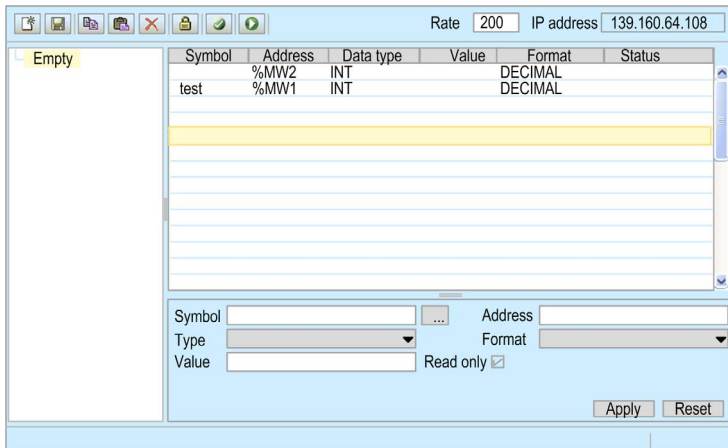 Rate 200 IP address 139.160.64.108
Empty
Symbol Address Data type Value Format Status
%MW2 INT DECIMAL
test %MW1 INT DECIMAL
Symbol ... Address
Type Format
Value Read only
Apply Reset